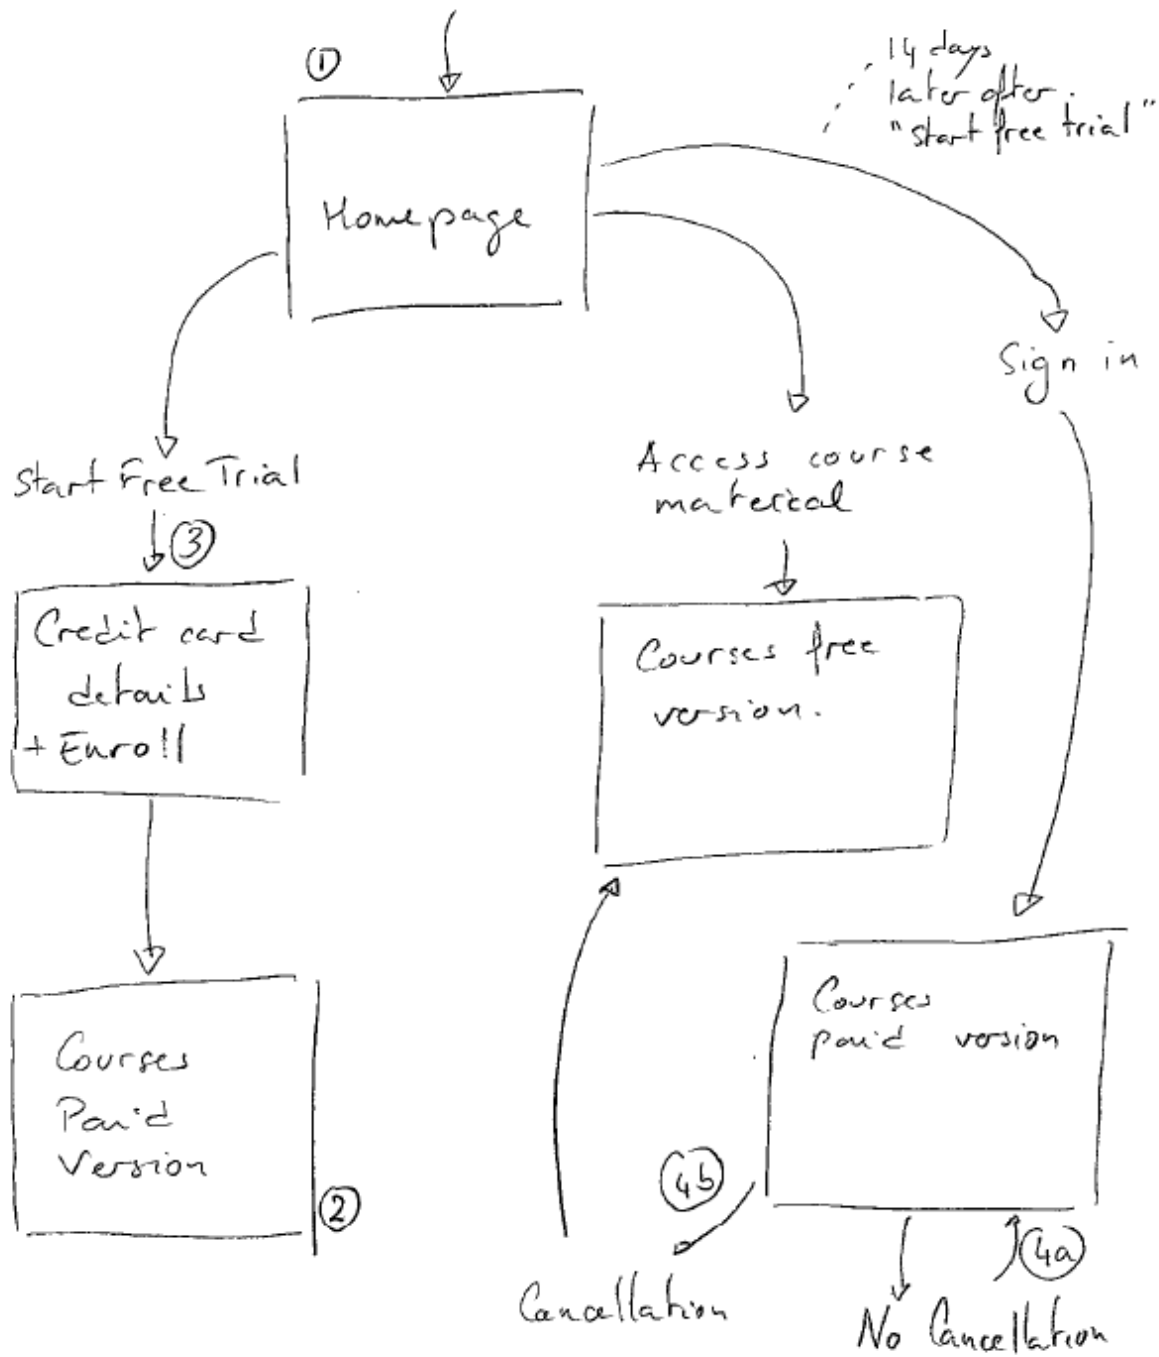 1
14 days
later after
"start free trial"
Homepage
Sign in
Start Free Trial
Access course
material
3
Credit card
details
+ Enroll
Courses free
version.
Courses
Paid
Version
2
Courses
paid version
4b
4a
Cancellation
No Cancellation